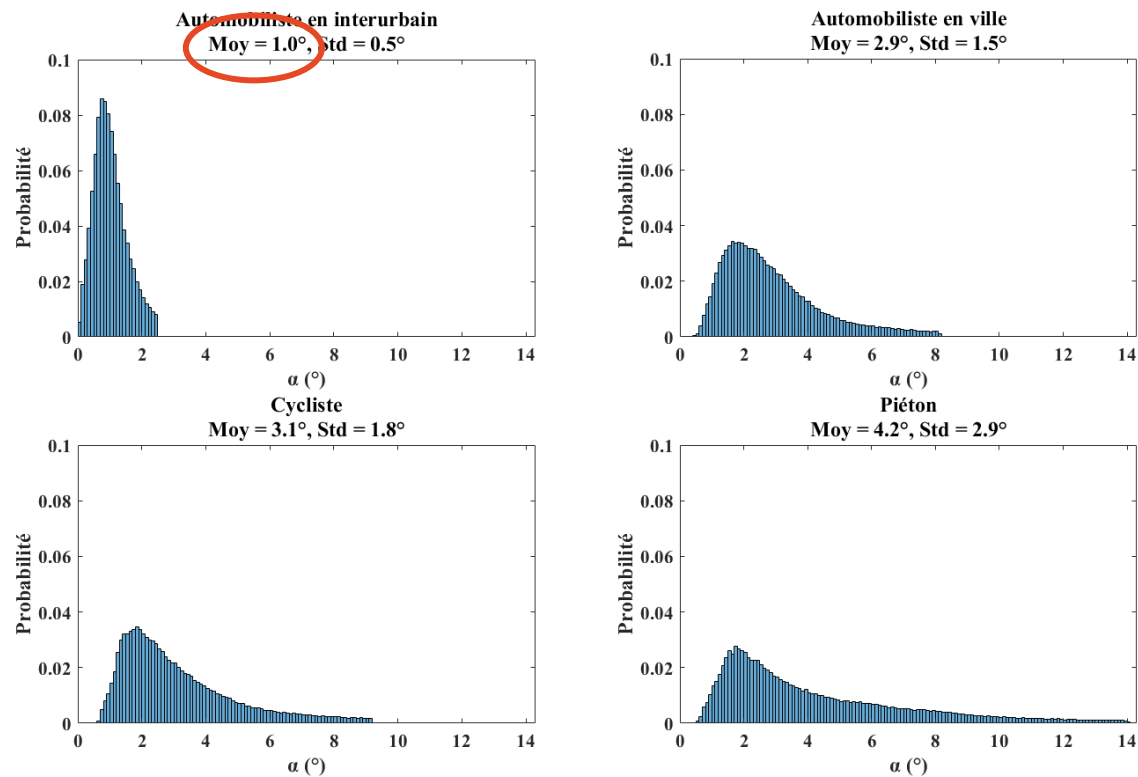 Automobiliste en interurbain
Moy = 1.0°, Std = 0.5°
0.1
0.08
0.06
0.04
0.02
0
Probabilité
0 2 4 6 8 10 12 14
α (°)
Automobiliste en ville
Moy = 2.9°, Std = 1.5°
0.1
0.08
0.06
0.04
0.02
0
Probabilité
0 2 4 6 8 10 12 14
α (°)
Cycliste
Moy = 3.1°, Std = 1.8°
0.1
0.08
0.06
0.04
0.02
0
Probabilité
0 2 4 6 8 10 12 14
α (°)
Piéton
Moy = 4.2°, Std = 2.9°
0.1
0.08
0.06
0.04
0.02
0
Probabilité
0 2 4 6 8 10 12 14
α (°)